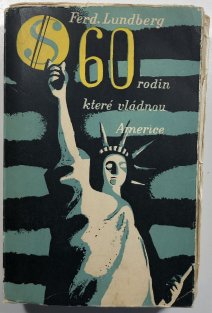 $
Ferd. Lundberg
60 rodin
které vládnou
Americe